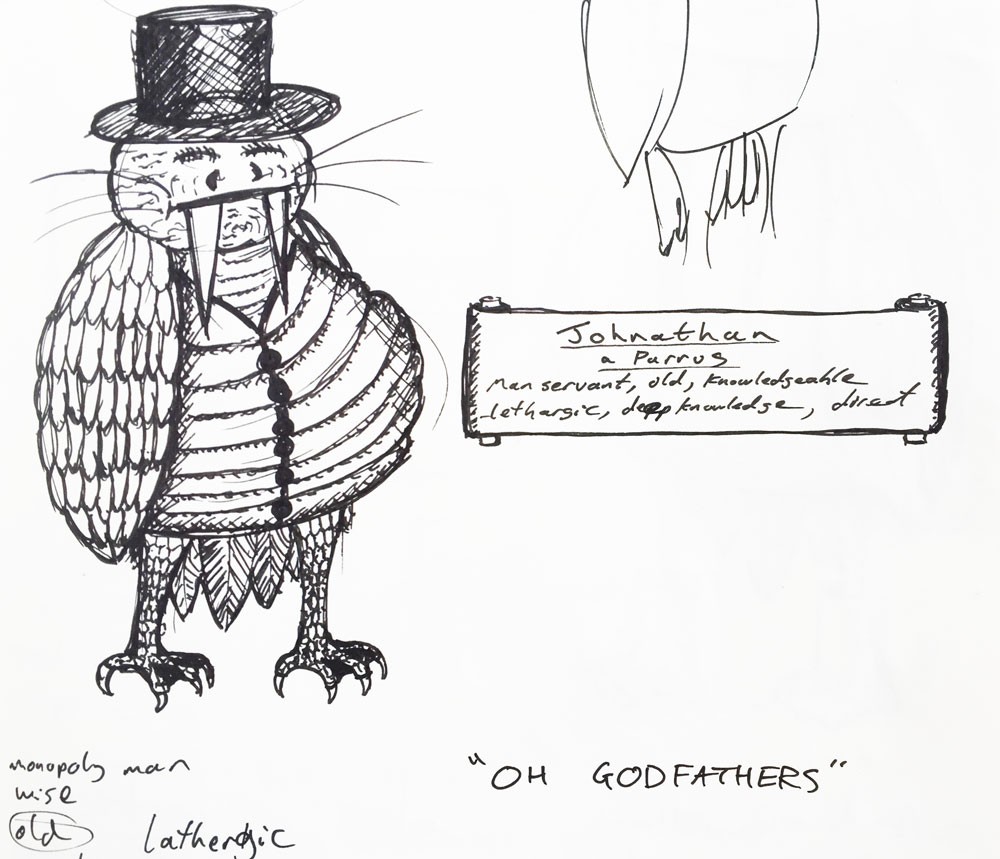 Johnathan
a Parrus
Man servant, old, Knowledgeable
lethargic, deep knowledge, direct
"OH GODFATHERS"
monopoly man
wise
old lathergic